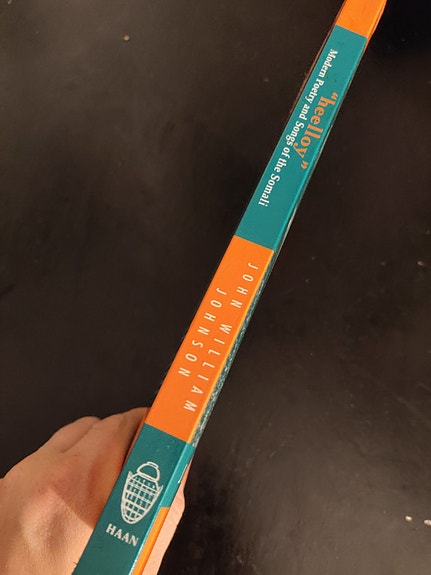 "heelloy"
Modern Poetry and Songs of the Somali
JOHN WILLIAM
JOHNSON
HAAN